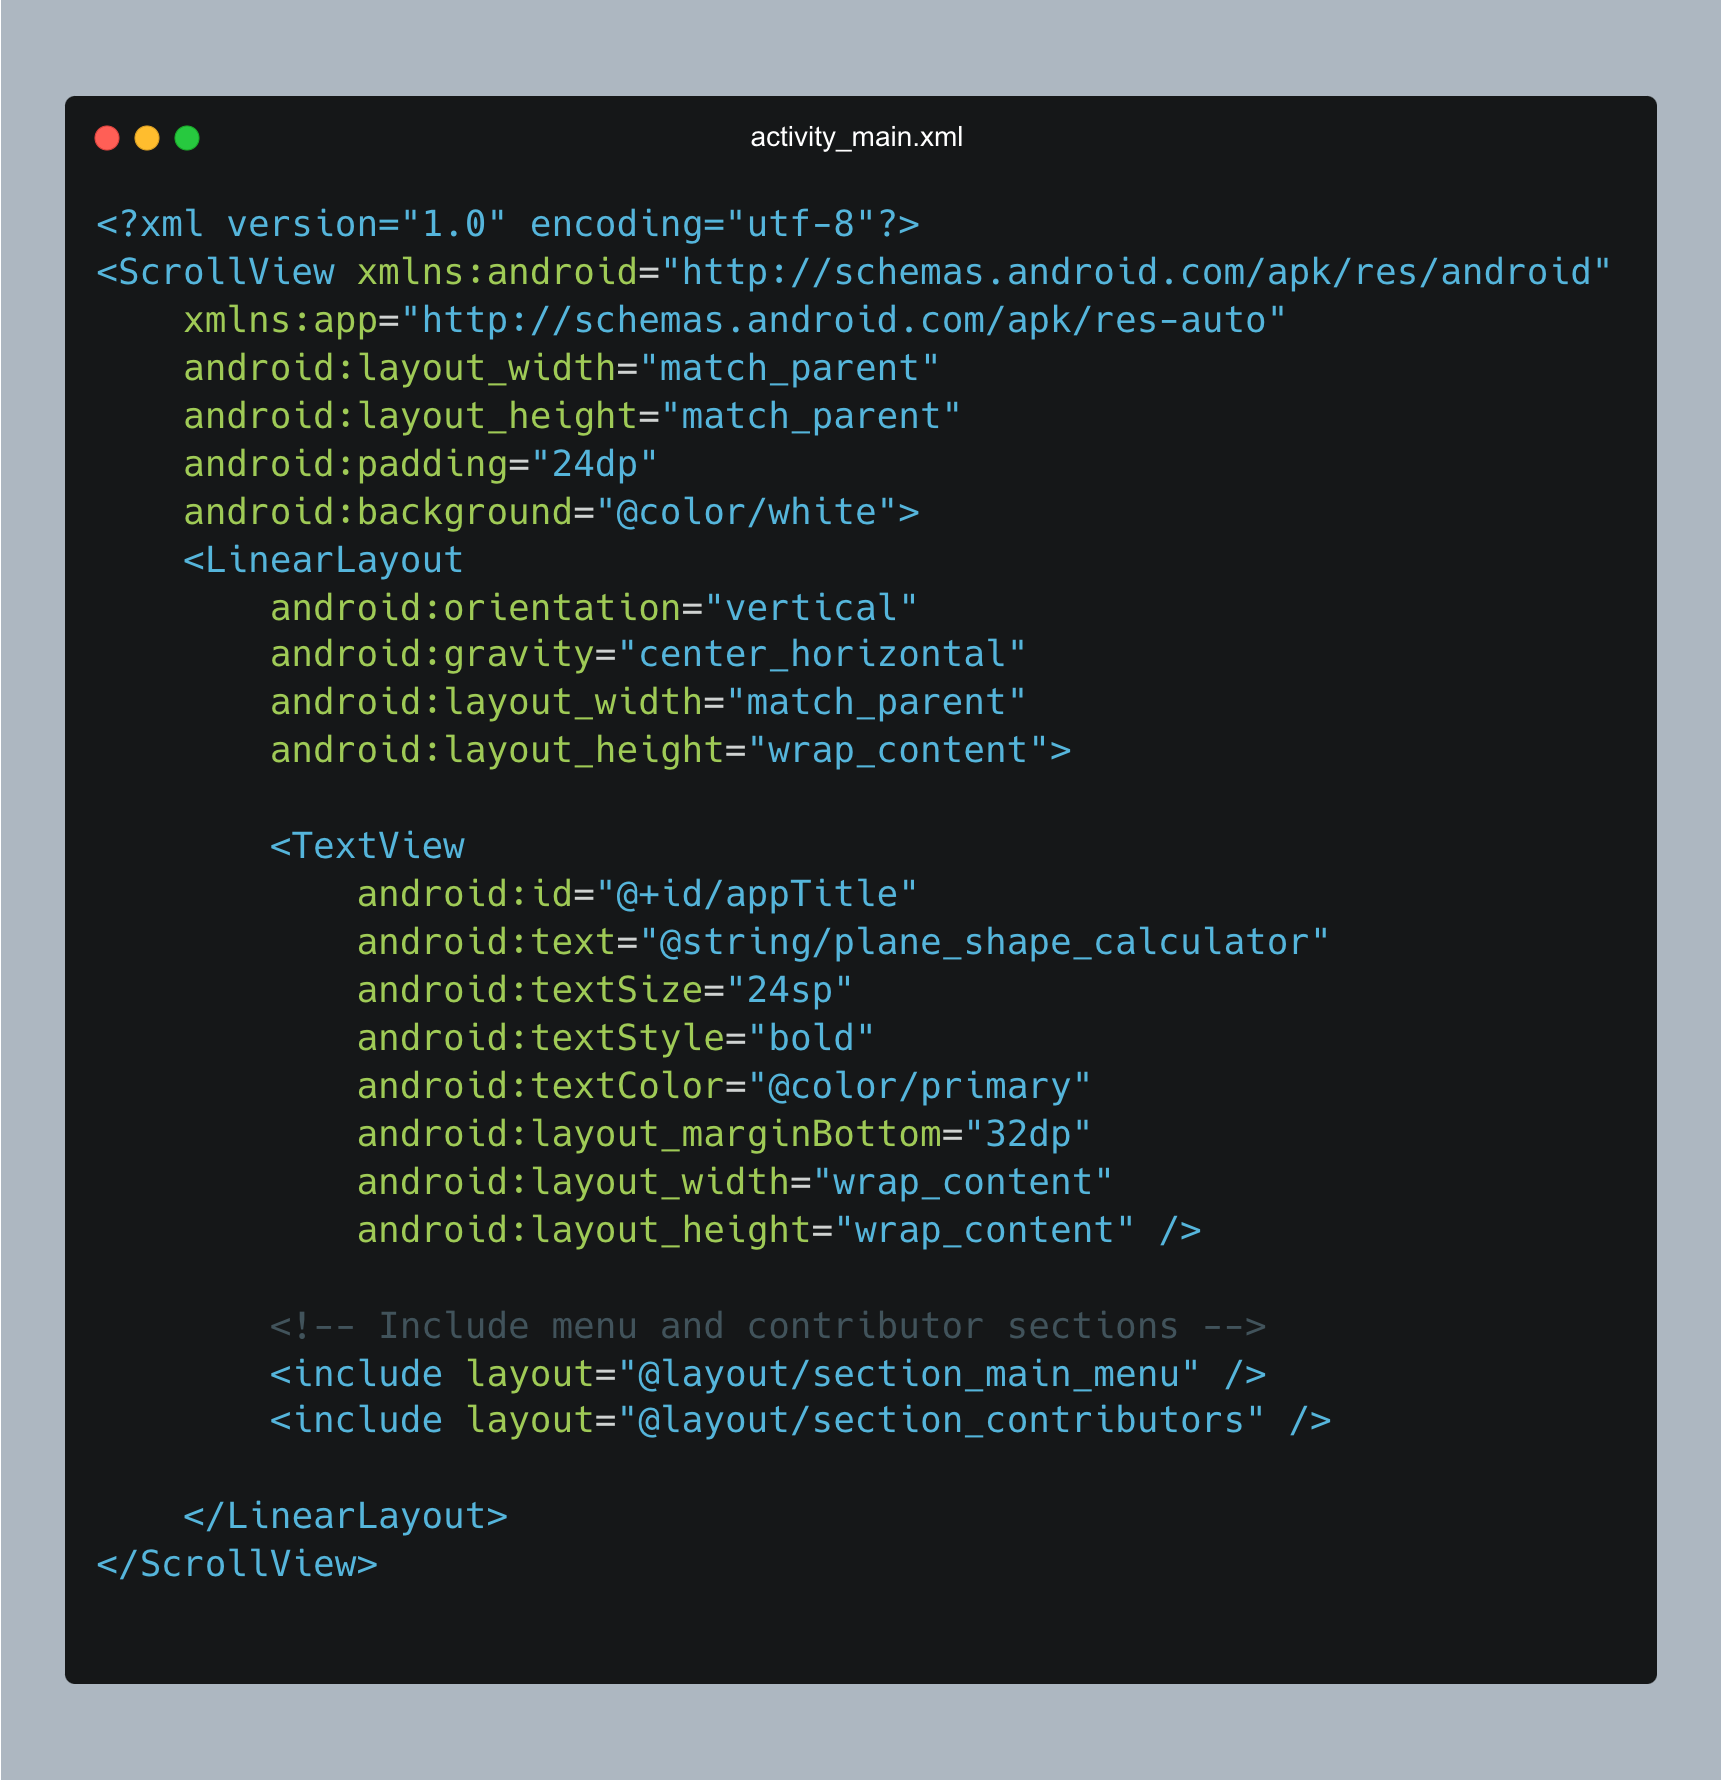 activity_main.xml
<?xml version="1.0" encoding="utf-8"?>
<ScrollView xmlns:android="http://schemas.android.com/apk/res/android"
    xmlns:app="http://schemas.android.com/apk/res-auto"
    android:layout_width="match_parent"
    android:layout_height="match_parent"
    android:padding="24dp"
    android:background="@color/white">
    <LinearLayout
        android:orientation="vertical"
        android:gravity="center_horizontal"
        android:layout_width="match_parent"
        android:layout_height="wrap_content">

        <TextView
            android:id="@+id/appTitle"
            android:text="@string/plane_shape_calculator"
            android:textSize="24sp"
            android:textStyle="bold"
            android:textColor="@color/primary"
            android:layout_marginBottom="32dp"
            android:layout_width="wrap_content"
            android:layout_height="wrap_content" />

        <!-- Include menu and contributor sections -->
        <include layout="@layout/section_main_menu" />
        <include layout="@layout/section_contributors" />

    </LinearLayout>
</ScrollView>